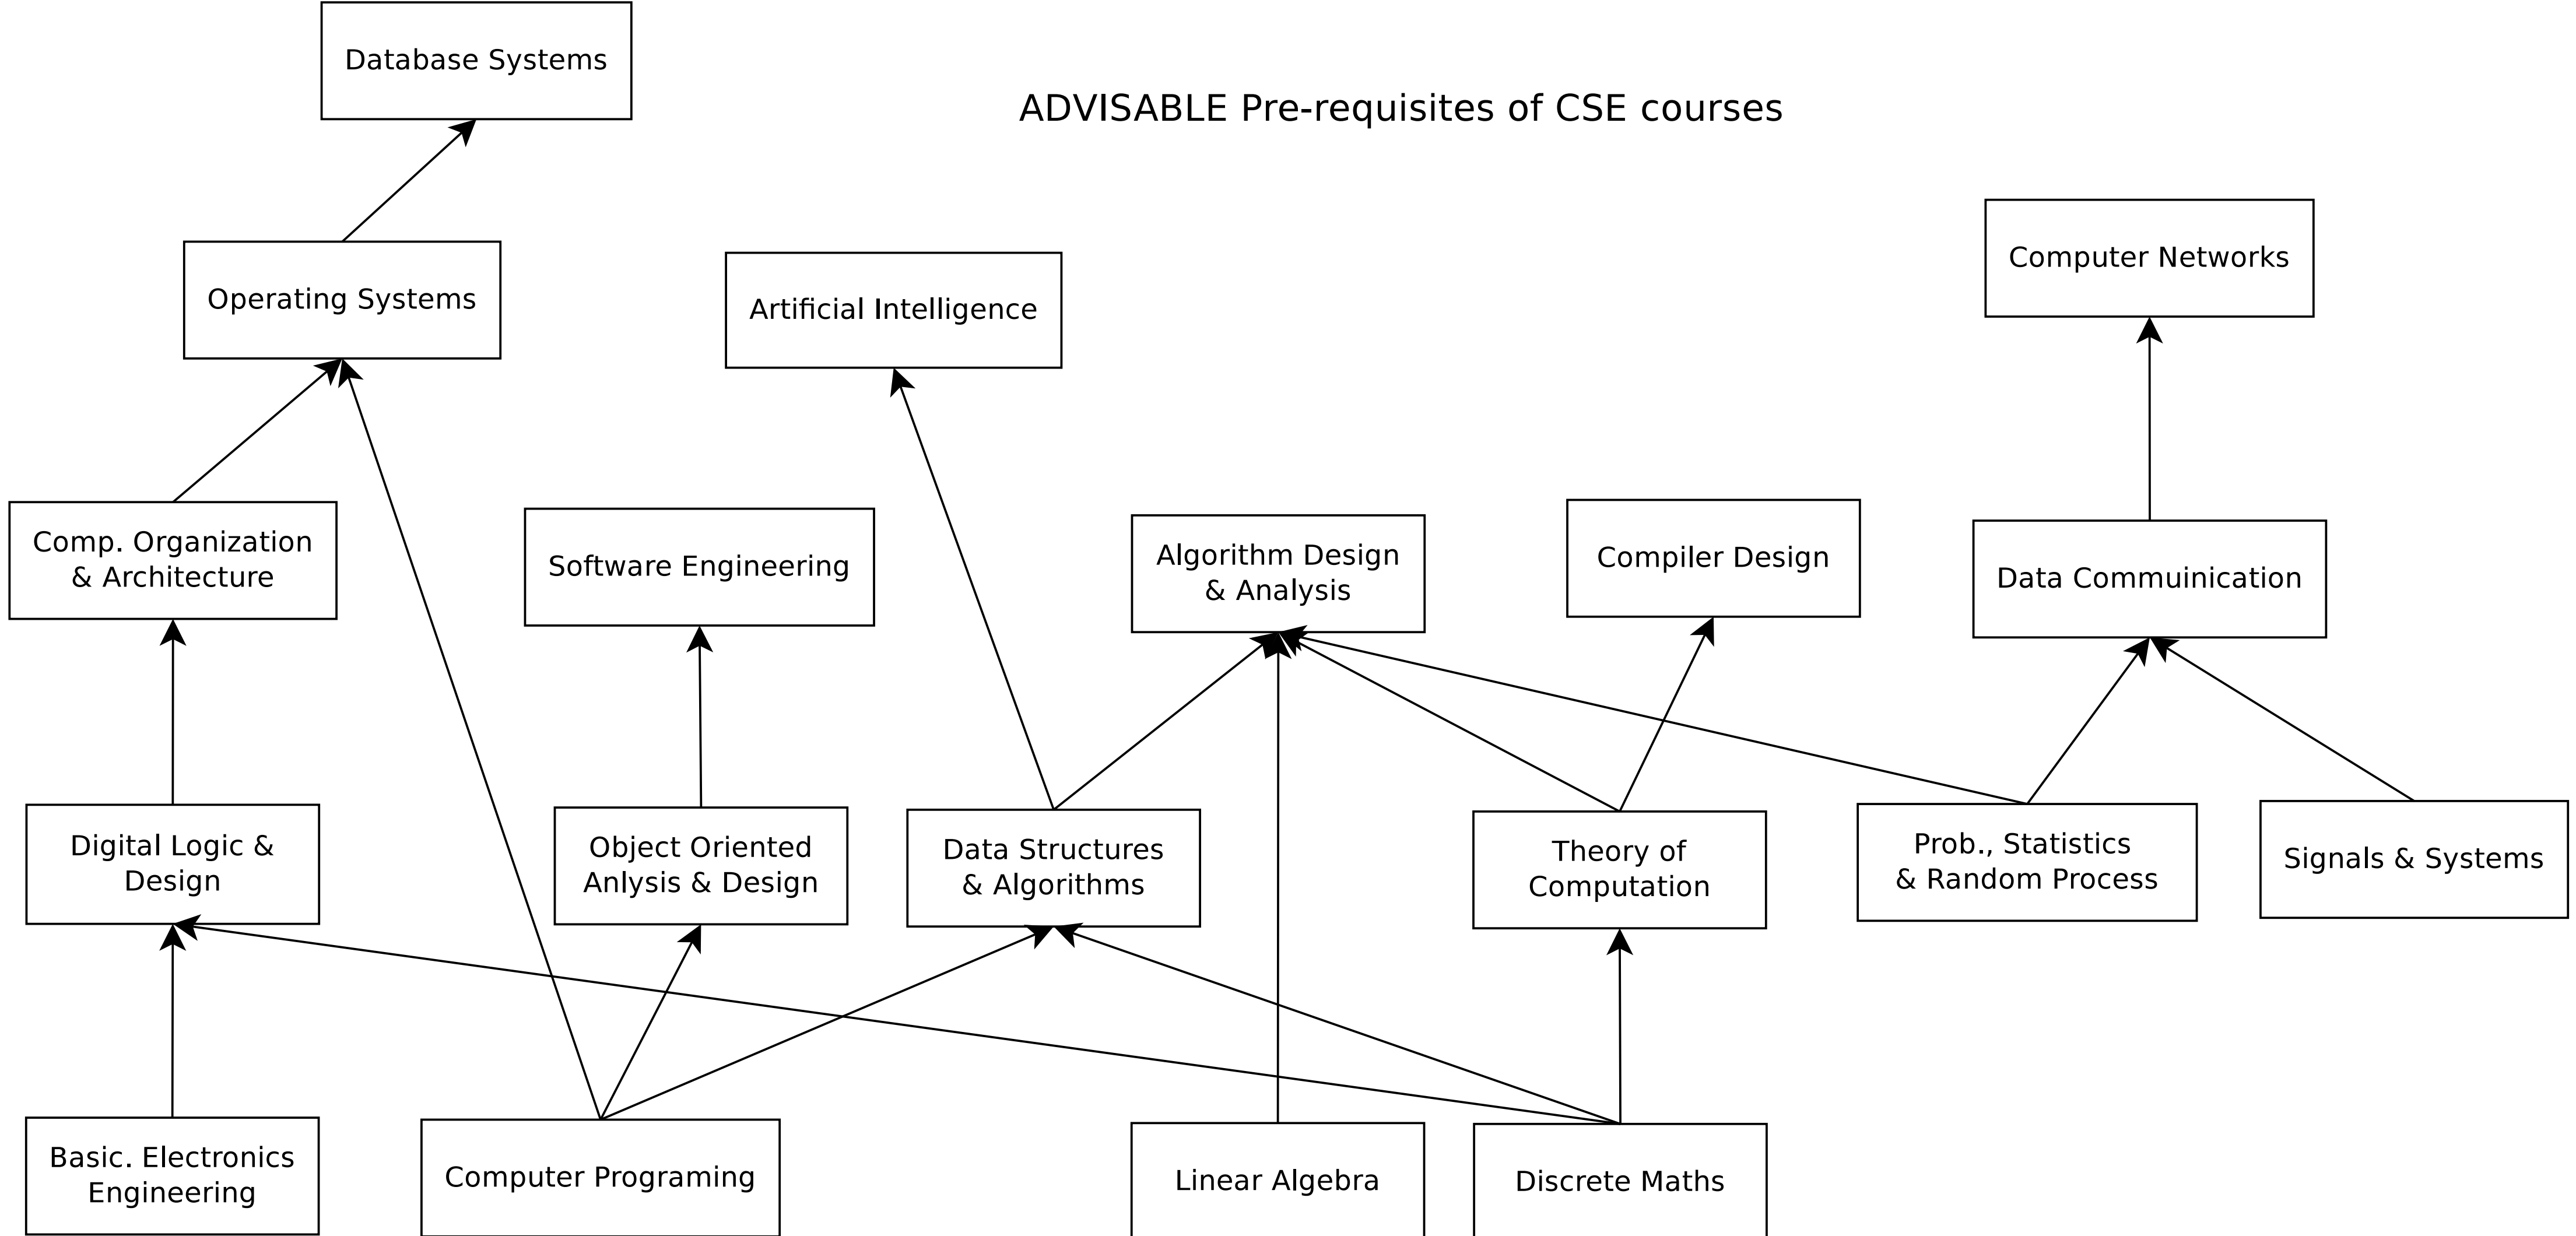 Database Systems
ADVISABLE Pre-requisites of CSE courses
Computer Networks
Operating Systems
Artificial Intelligence
Comp. Organization
& Architecture
Software Engineering
Algorithm Design
& Analysis
Compiler Design
Data Commuinication
Digital Logic &
Design
Object Oriented
Anlysis & Design
Data Structures
& Algorithms
Theory of
Computation
Prob., Statistics
& Random Process
Signals & Systems
Basic. Electronics
Engineering
Computer Programing
Linear Algebra
Discrete Maths